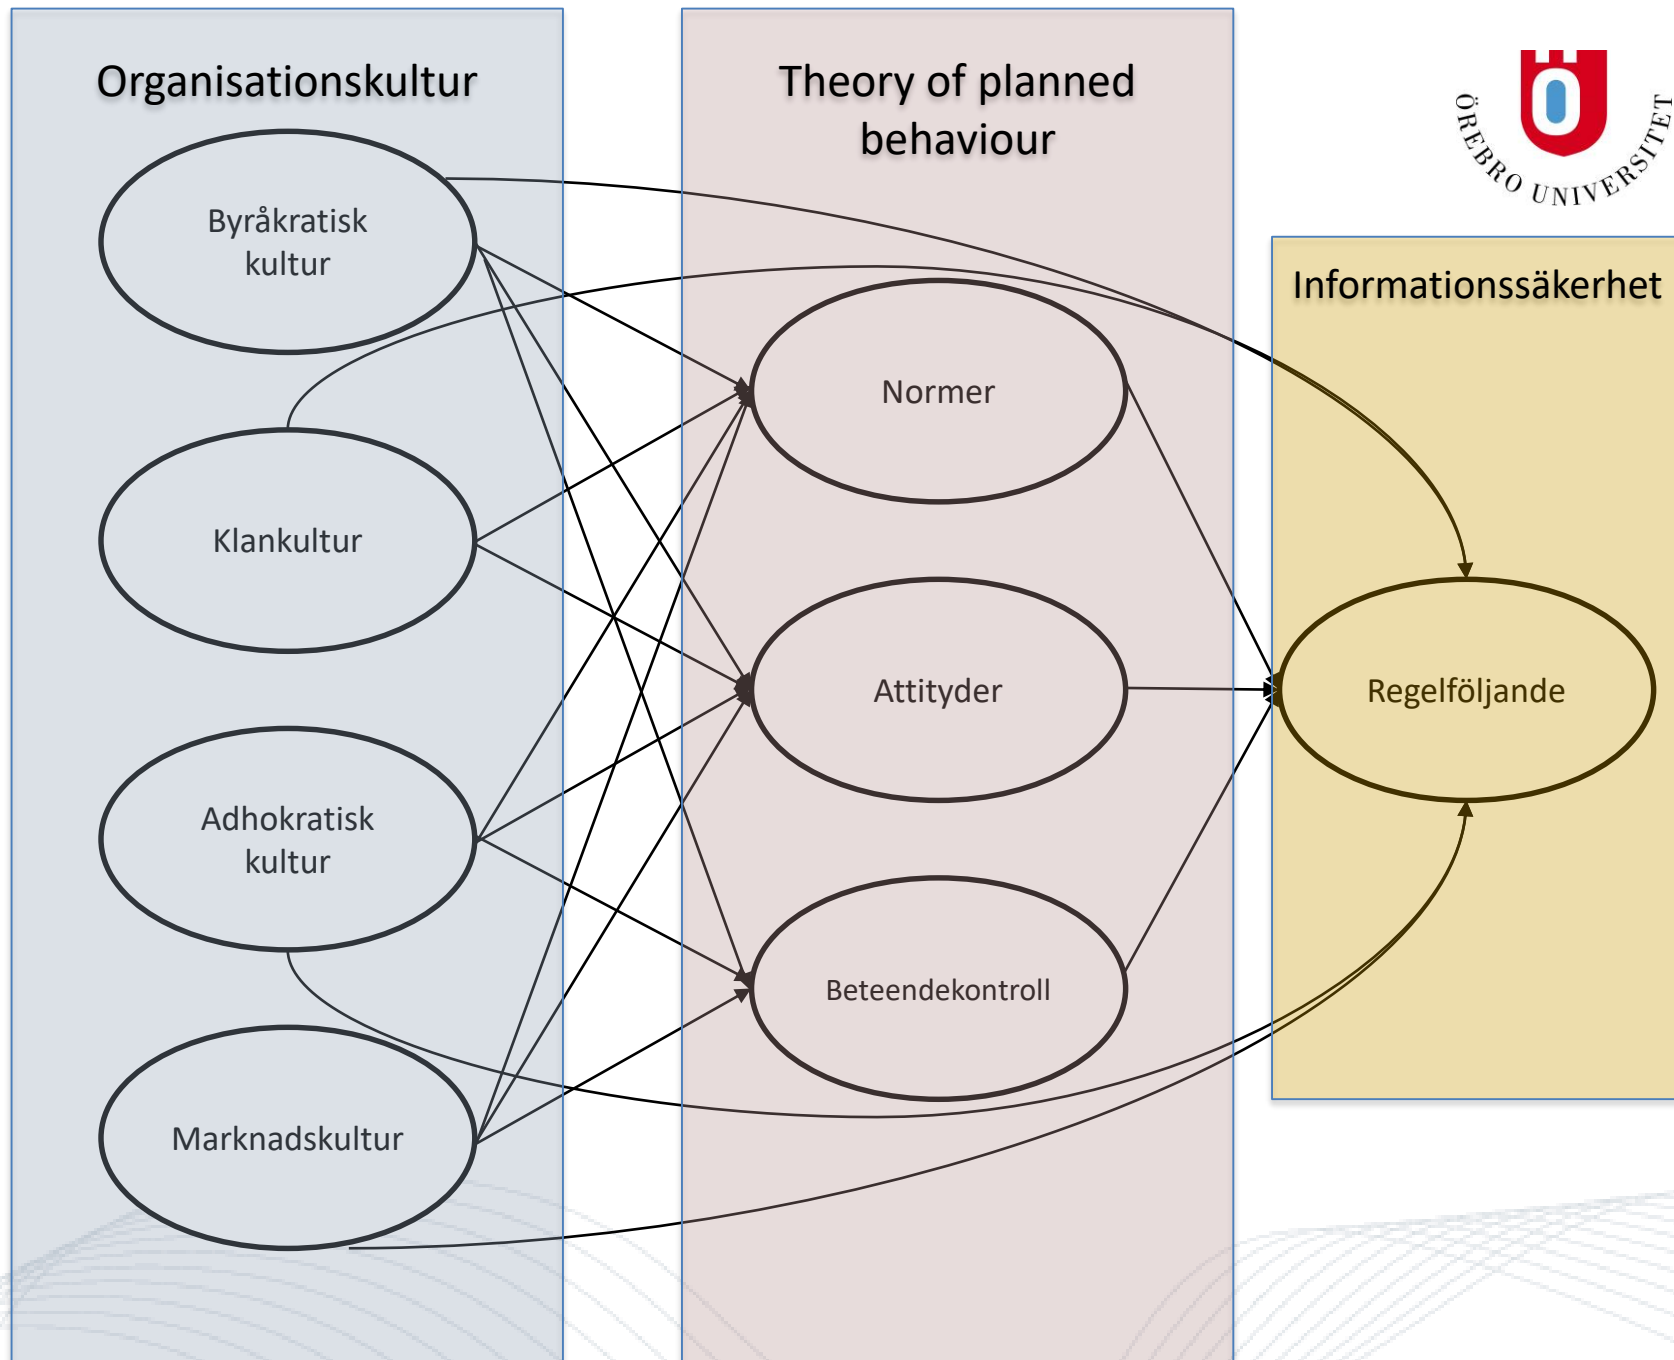 Organisationskultur
Byråkratisk
kultur
Klankultur
Adhokratisk
kultur
Marknadskultur
Theory of planned
behaviour
Normer
Attityder
Beteendekontroll
ÖREBRO UNIVERSITET
Informationssäkerhet
Regelföljande